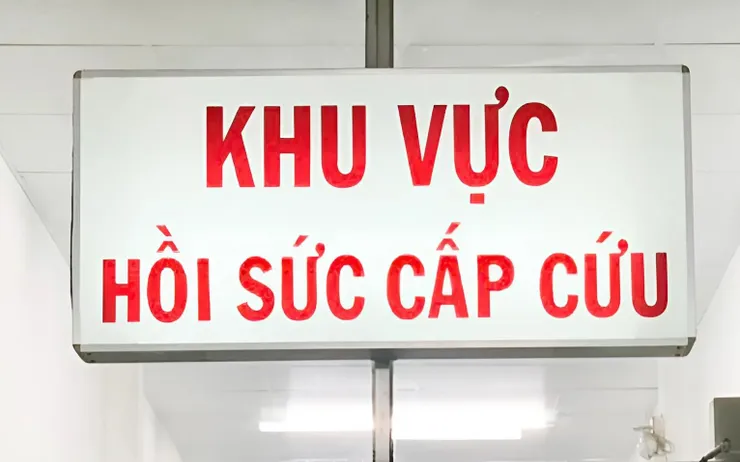 KHU VỰC
HỒI SỨC CẤP CỨU